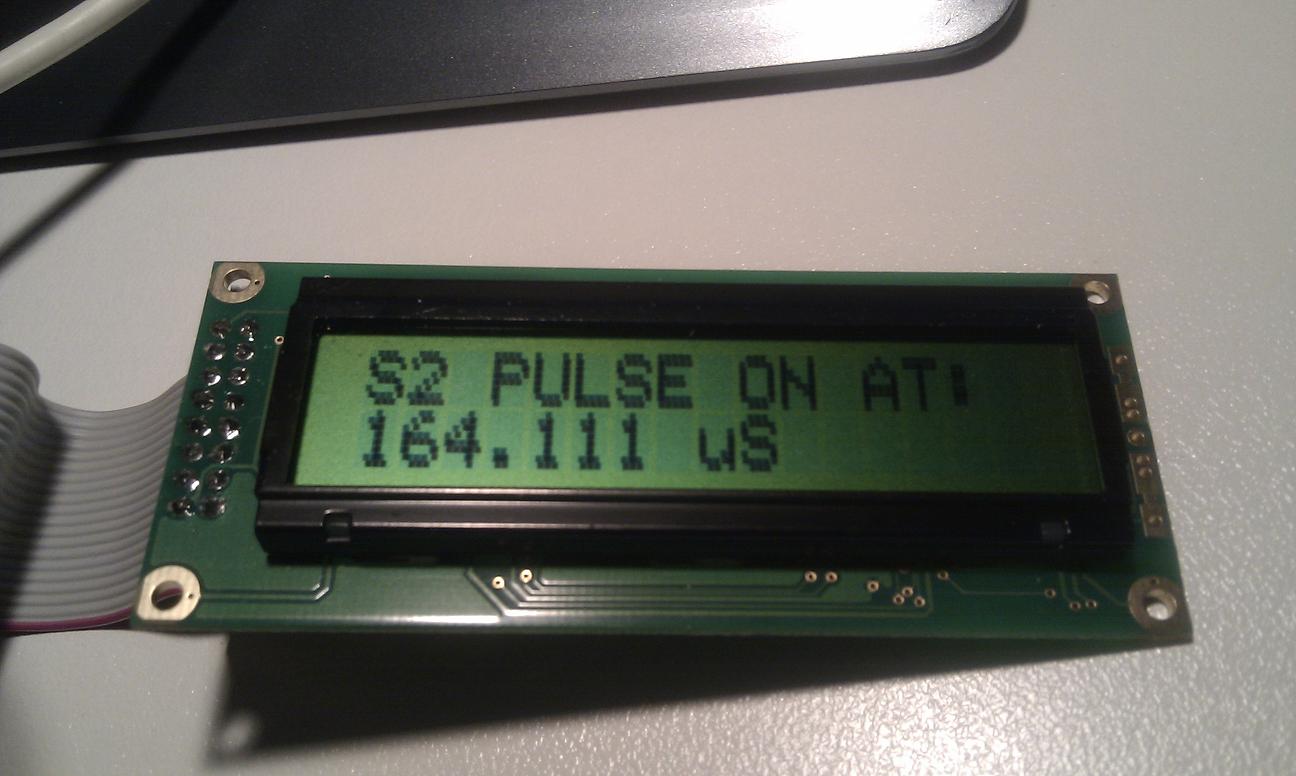 S2 PULSE ON AT:
164.111 uS